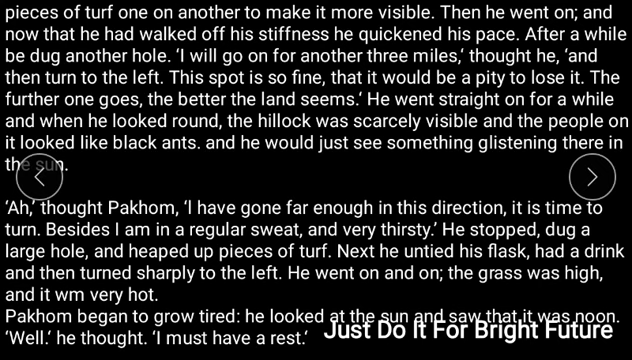 pieces of turf one on another to make it more visible. Then he went on; and
now that he had walked off his stiffness he quickened his pace. After a while
be dug another hole. ‘I will go on for another three miles,‘ thought he, ‘and
then turn to the left. This spot is so fine, that it would be a pity to lose it. The
further one goes, the better the land seems.‘ He went straight on for a while
and when he looked round, the hillock was scarcely visible and the people on
it looked like black ants. and he would just see something glistening there in
the sun.
‘Ah,‘ thought Pakhom, ‘I have gone far enough in this direction, it is time to
turn. Besides I am in a regular sweat, and very thirsty.’ He stopped, dug a
large hole, and heaped up pieces of turf. Next he untied his flask, had a drink
and then turned sharply to the left. He went on and on; the grass was high,
and it wm very hot.
Pakhom began to grow tired: he looked at the sun and saw that it was noon.
‘Well.‘ he thought. ‘I must have a rest.‘
Just Do It For Bright Future